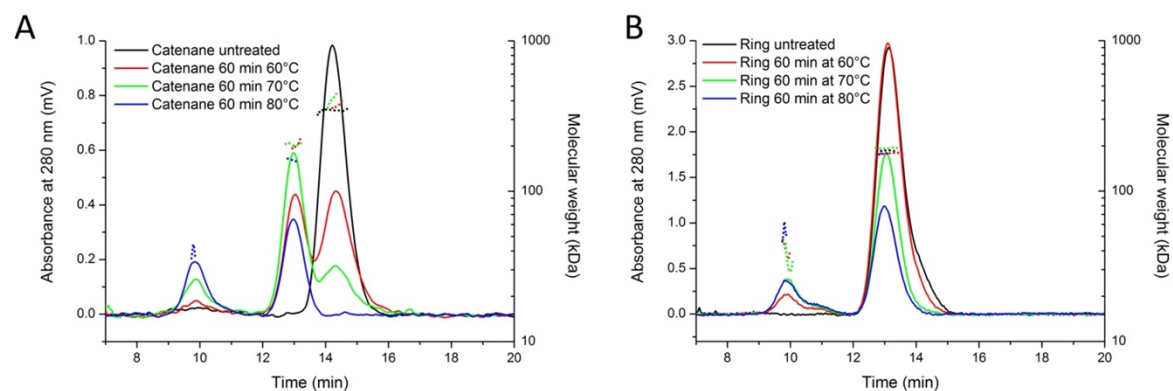 A
Catenane untreated
Catenane 60 min 60°C
Catenane 60 min 70°C
Catenane 60 min 80°C
Absorbance at 280 nm (mV)
1.0
0.8
0.6
0.4
0.2
0.0
1000
100
10
Molecular weight (kDa)
8 10 12 14 16 18 20
Time (min)
B
Ring untreated
Ring 60 min at 60°C
Ring 60 min at 70°C
Ring 60 min at 80°C
Absorbance at 280 nm (mV)
3.0
2.5
2.0
1.75
1.0
0.5
0.0
1000
100
10
Molecular weight (kDa)
8 10 12 14 16 18 20
Time (min)